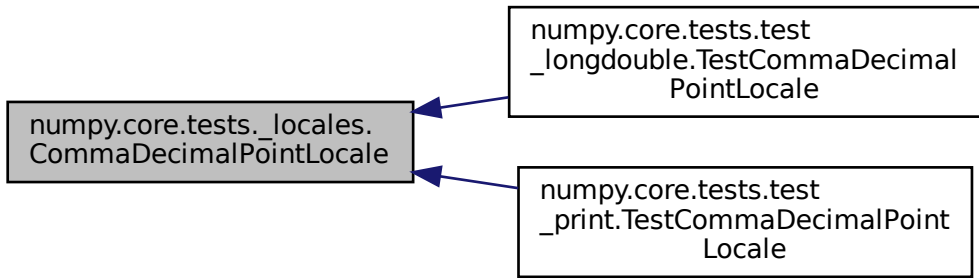 numpy.core.tests._locales.
CommaDecimalPointLocale
numpy.core.tests.test
_longdouble.TestCommaDecimal
PointLocale
numpy.core.tests.test
_print.TestCommaDecimalPoint
Locale